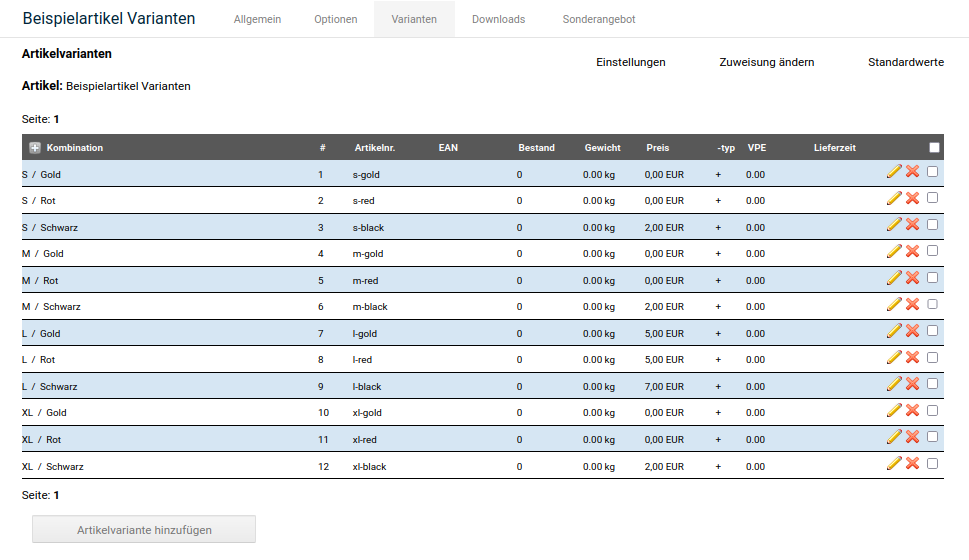 Beispielartikel Varianten Allgemein Optionen Varianten Downloads Sonderangebot
Artikelvarianten
Einstellungen Zuweisung ändern Standardwerte
Artikel: Beispielartikel Varianten
Seite: 1
Kombination # Artikelnr. EAN Bestand Gewicht Preis -typ VPE Lieferzeit
S / Gold 1 s-gold 0 0.00 kg 0,00 EUR + 0.00
S / Rot 2 s-red 0 0.00 kg 0,00 EUR + 0.00
S / Schwarz 3 s-black 0 0.00 kg 2,00 EUR + 0.00
M / Gold 4 m-gold 0 0.00 kg 0,00 EUR + 0.00
M / Rot 5 m-red 0 0.00 kg 0,00 EUR + 0.00
M / Schwarz 6 m-black 0 0.00 kg 2,00 EUR + 0.00
L / Gold 7 l-gold 0 0.00 kg 5,00 EUR + 0.00
L / Rot 8 l-red 0 0.00 kg 5,00 EUR + 0.00
L / Schwarz 9 l-black 0 0.00 kg 7,00 EUR + 0.00
XL / Gold 10 xl-gold 0 0.00 kg 0,00 EUR + 0.00
XL / Rot 11 xl-red 0 0.00 kg 0,00 EUR + 0.00
XL / Schwarz 12 xl-black 0 0.00 kg 2,00 EUR + 0.00
Seite: 1
Artikelvariante hinzufügen